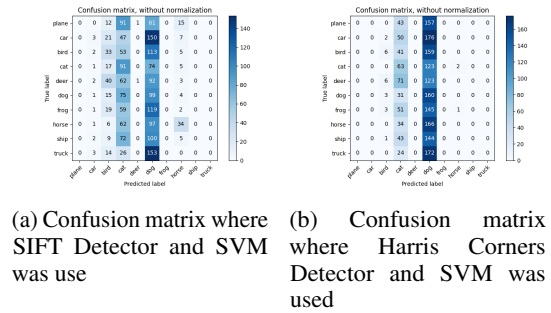 Confusion matrix, without normalization
plane 0 0 12 91 1 81 0 15 0 0
car 0 3 21 47 0 150 0 4 0 0
bird 0 2 33 53 0 113 0 5 0 0
cat 0 1 17 91 0 74 0 5 0 0
deer 0 2 40 62 1 92 0 3 0 0
dog 0 1 15 75 0 99 0 4 0 0
frog 0 1 19 59 0 119 0 2 0 0
horse 0 1 6 62 0 97 0 34 0 0
ship 0 2 9 72 0 100 0 5 0 0
truck 0 3 14 26 0 153 0 0 0 0
plane car bird cat deer dog frog horse ship truck
True label
Predicted label
140
120
100
80
60
40
20
0
Confusion matrix, without normalization
plane 0 0 0 43 0 157 0 0 0 0
car 0 0 2 50 0 176 0 0 0 0
bird 0 0 6 41 0 159 0 0 0 0
cat 0 0 0 63 0 123 0 2 0 0
deer 0 0 6 71 0 123 0 0 0 0
dog 0 0 3 31 0 160 0 0 0 0
frog 0 0 3 51 0 145 0 1 0 0
horse 0 0 0 34 0 166 0 0 0 0
ship 0 0 1 43 0 144 0 0 0 0
truck 0 0 0 24 0 172 0 0 0 0
plane car bird cat deer dog frog horse ship truck
True label
Predicted label
160
140
120
100
80
60
40
20
0
(a) Confusion matrix where
SIFT Detector and SVM
was use
(b) Confusion matrix
where Harris Corners
Detector and SVM was
used